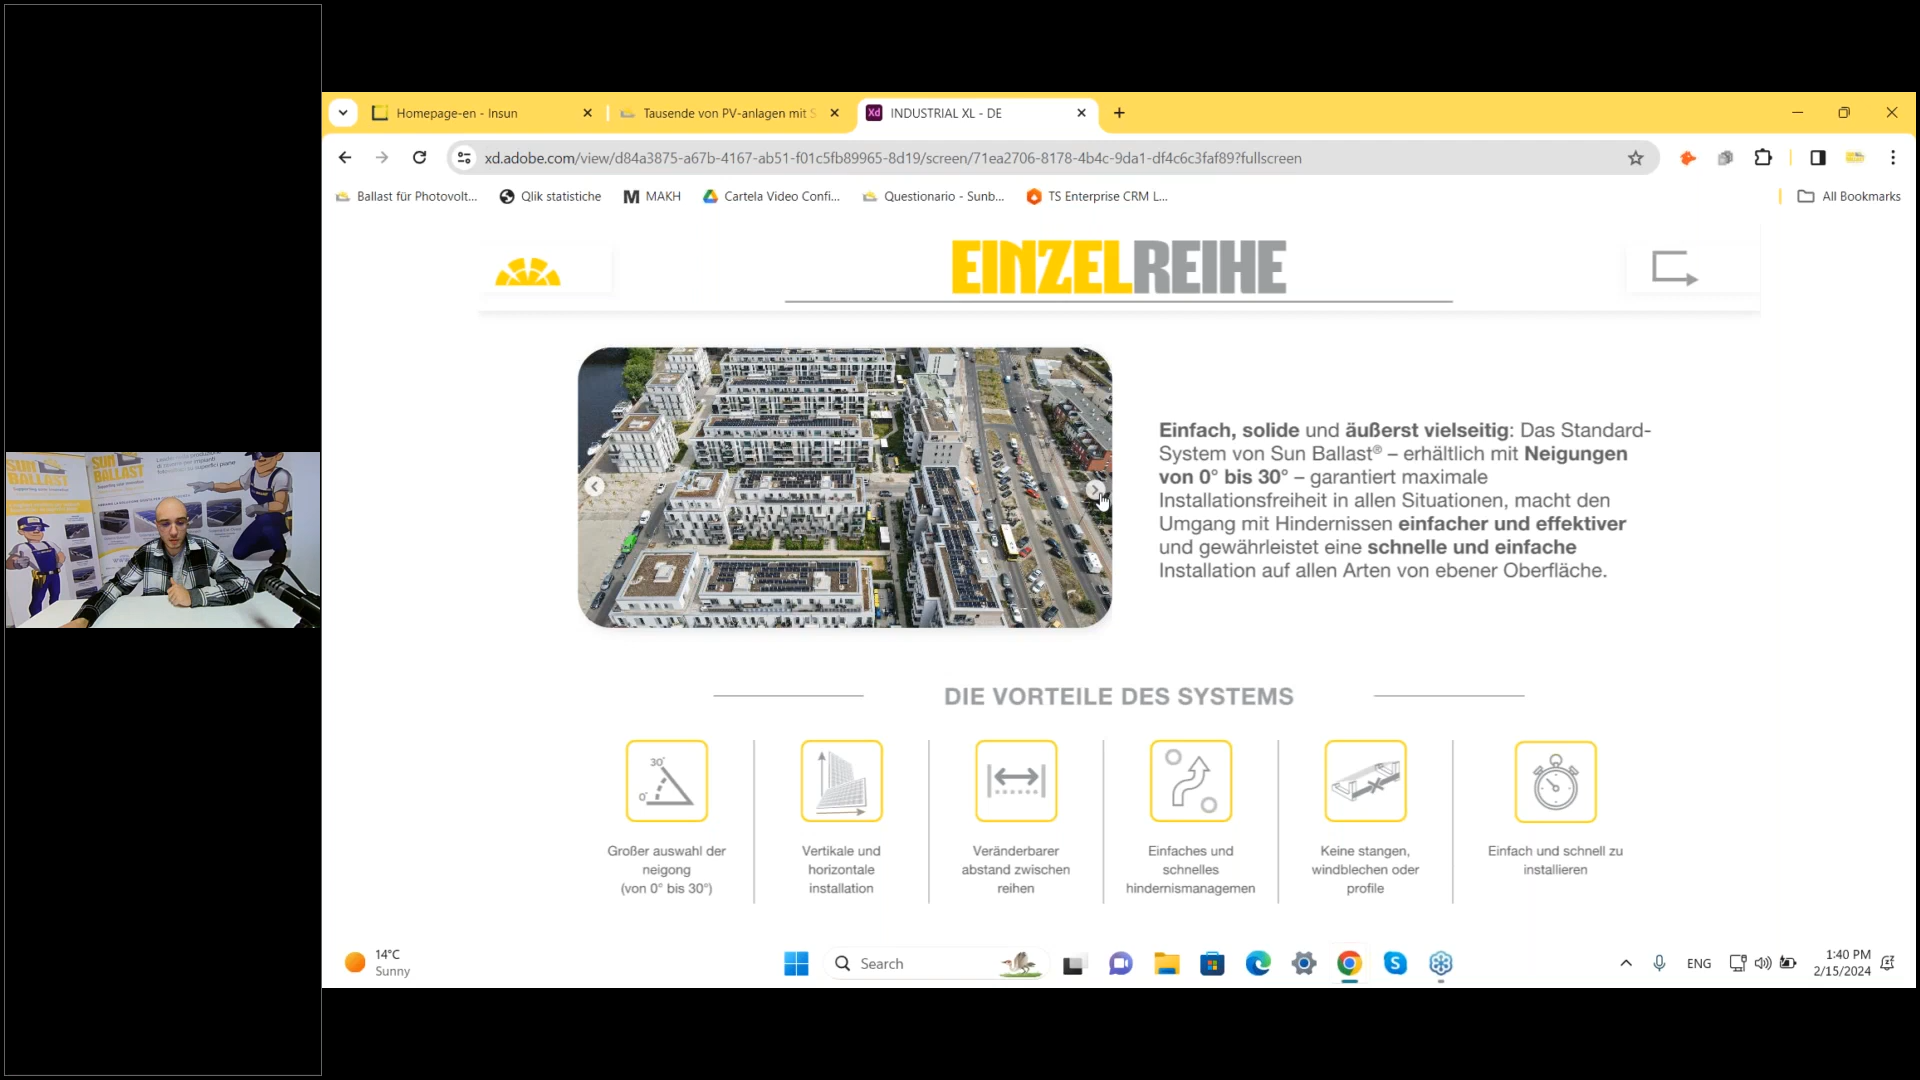 Homepage-en - Insun
Tausende von PV-anlagen mit S
INDUSTRIAL XL - DE
xd.adobe.com/view/d84a3875-a67b-4167-ab51-f01c5fb89965-8d19/screen/71ea2706-8178-4b4c-9da1-df4c6c3faf89?fullscreen
Ballast für Photovolt...
Qlik statistiche
MAKH
Cartela Video Confi...
Questionario - Sunb...
TS Enterprise CRM L...
All Bookmarks
EINZELREIHE
Einfach, solide und äußerst vielseitig: Das Standard-
System von Sun Ballast® – erhältlich mit Neigungen
von 0° bis 30° – garantiert maximale
Installationsfreiheit in allen Situationen, macht den
Umgang mit Hindernissen einfacher und effektiver
und gewährleistet eine schnelle und einfache
Installation auf allen Arten von ebener Oberfläche.
SUN
BALLAST
SUN
BALLAST
DIE VORTEILE DES SYSTEMS
30°
0°
Großer auswahl der
neigong
(von 0° bis 30°)
Vertikale und
horizontale
installation
Veränderbarer
abstand zwischen
reihen
Einfaches und
schnelles
hindernismanagemen
Keine stangen,
windblechen oder
profile
Einfach und schnell zu
installieren
14°C
Sunny
Search
ENG
1:40 PM
2/15/2024